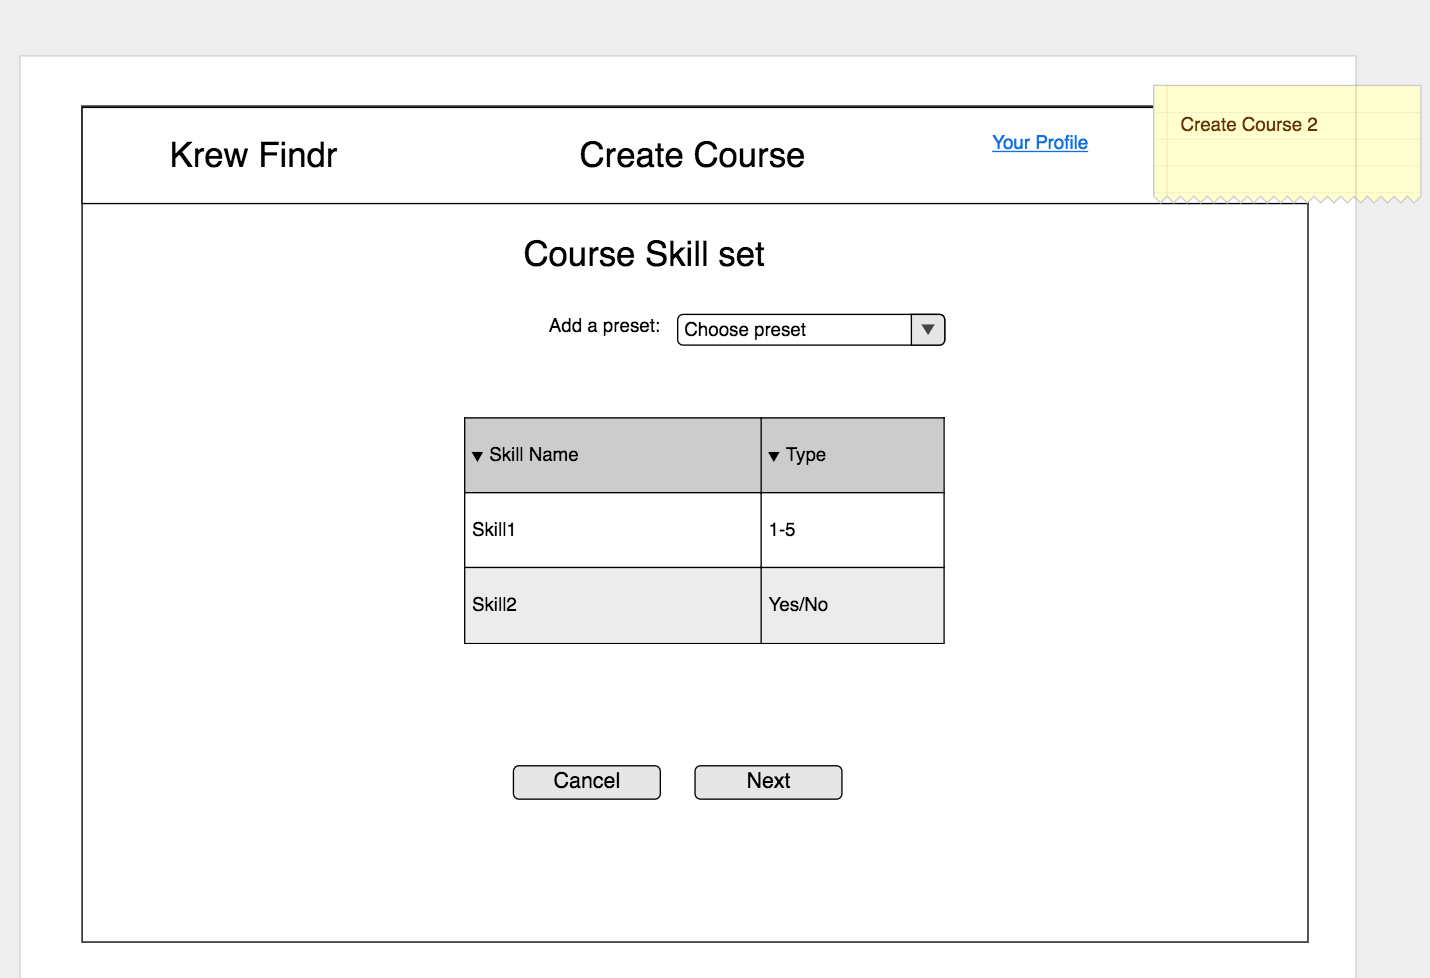 Krew Findr
Create Course
Your Profile
Create Course 2
Course Skill set
Add a preset:
Choose preset
Skill Name
Type
Skill1
1-5
Skill2
Yes/No
Cancel
Next